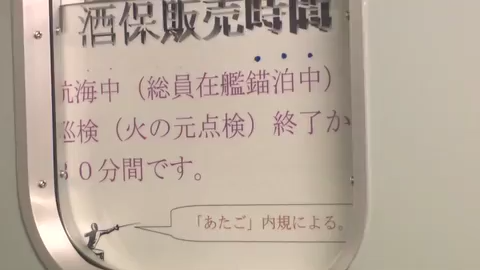 酒保販売時間
航海中（総員在艦錨泊中）
巡検（火の元点検）終了か
０分間です。
「あたご」内規による。